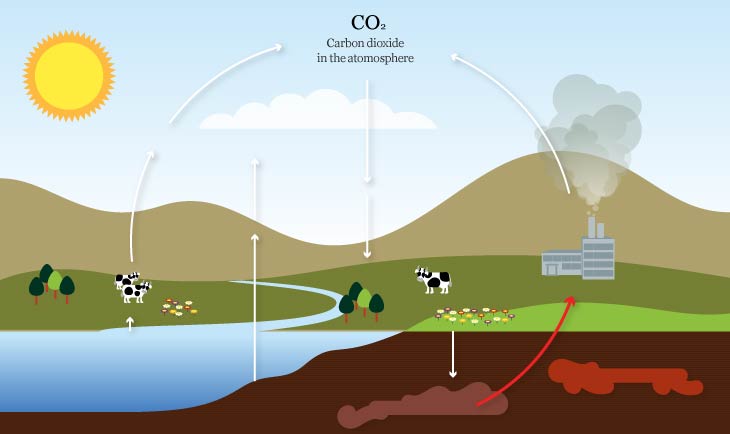 CO₂
Carbon dioxide
in the atomosphere